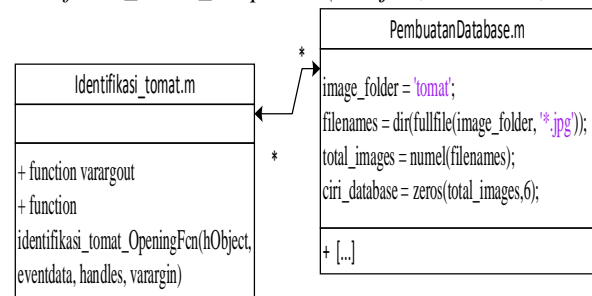 PembuatanDatabase.m
*
image_folder = 'tomat';
filenames = dir(fullfile(image_folder, '*.jpg'));
total_images = numel(filenames);
ciri_database = zeros(total_images,6);
+ [...]
Identifikasi_tomat.m
*
+ function varargout
+ function
identifikasi_tomat_OpeningFcn(hObject,
eventdata, handles, varargin)